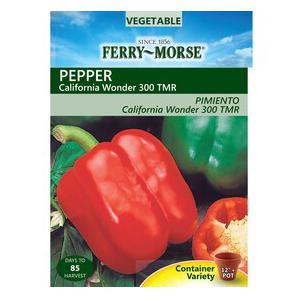 VEGETABLE
SINCE 1856
FERRY~MORSE®
PEPPER
California Wonder 300 TMR
PIMIENTO
California Wonder 300 TMR
DAYS TO
85
HARVEST
Container
Variety
12"+
POT